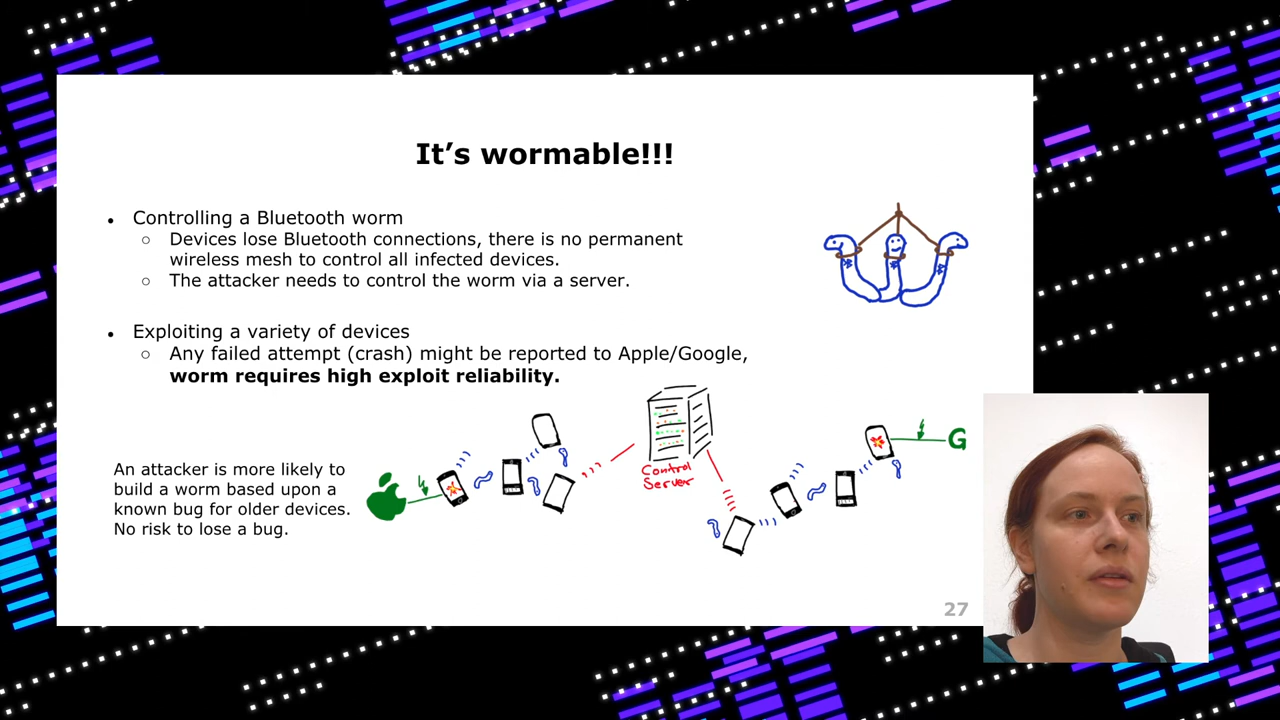 It’s wormable!!!
● Controlling a Bluetooth worm
○ Devices lose Bluetooth connections, there is no permanent
wireless mesh to control all infected devices.
○ The attacker needs to control the worm via a server.
● Exploiting a variety of devices
○ Any failed attempt (crash) might be reported to Apple/Google,
worm requires high exploit reliability.
An attacker is more likely to
build a worm based upon a
known bug for older devices.
No risk to lose a bug.
Control
Server
G
27